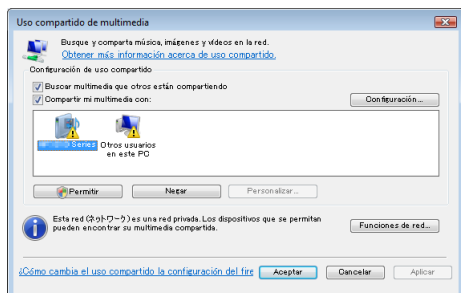 Uso compartido de multimedia
Busque y comparta música, imágenes y vídeos en la red.
Obtener más información acerca de uso compartido.
Configuración de uso compartido
Buscar multimedia que otros están compartiendo
Compartir mi multimedia con:
Configuración...
Series
Otros usuarios
en este PC
Permitir
Negar
Personalizar...
Esta red (ネットワーク) es una red privada. Los dispositivos que se permitan
pueden encontrar su multimedia compartida.
Funciones de red...
¿Cómo cambia el uso compartido la configuración del fire
Aceptar
Cancelar
Aplicar